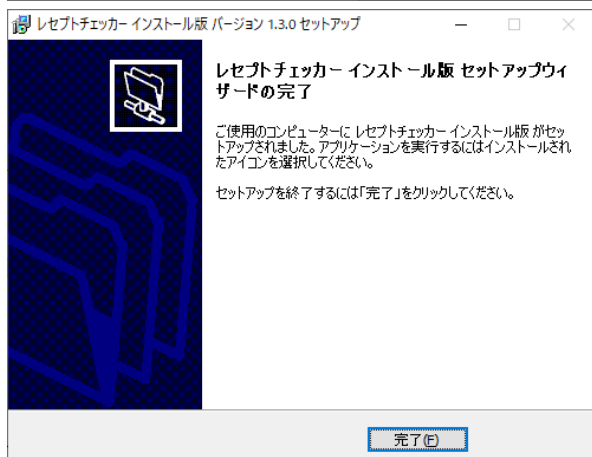 レセプトチェッカー インストール版 バージョン 1.3.0 セットアップ
レセプトチェッカー インストール版 セットアップウィ
ザードの完了
ご使用のコンピューターに レセプトチェッカー インストール版 がセッ
トアップされました。アプリケーションを実行するにはインストールされ
たアイコンを選択してください。
セットアップを終了するには「完了」をクリックしてください。
完了(F)